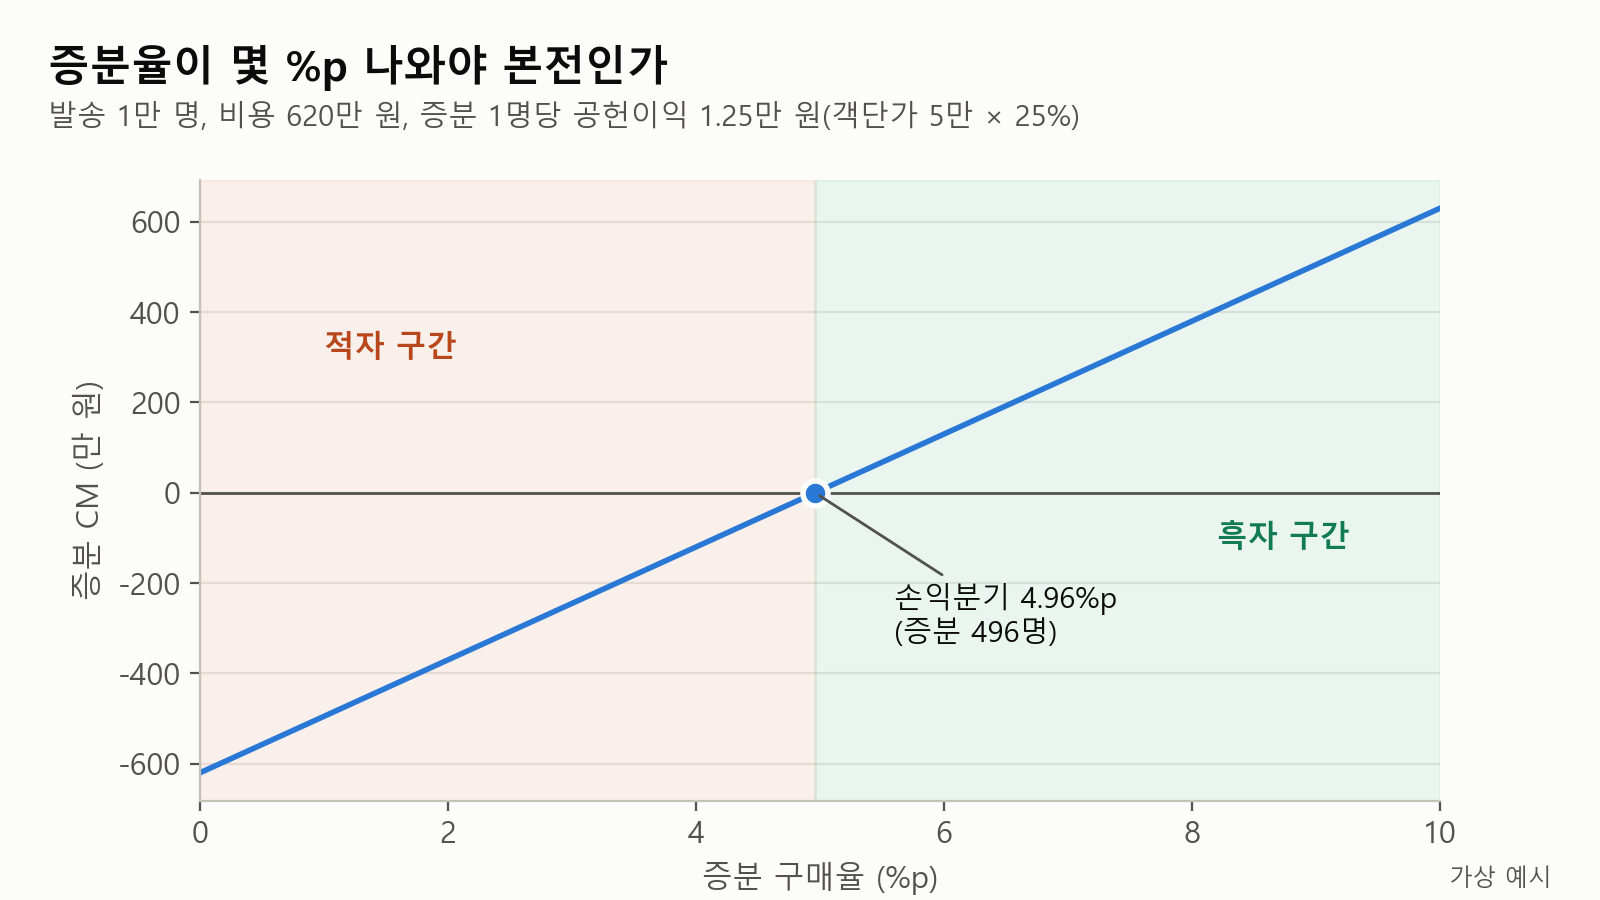 증분율이 몇 %p 나와야 본전인가
발송 1만 명, 비용 620만 원, 증분 1명당 공헌이익 1.25만 원(객단가 5만 × 25%)
증분 CM (만 원)
600
400
200
0
-200
-400
-600
적자 구간
흑자 구간
손익분기 4.96%p
(증분 496명)
0
2
4
6
8
10
증분 구매율 (%p)
가상 예시